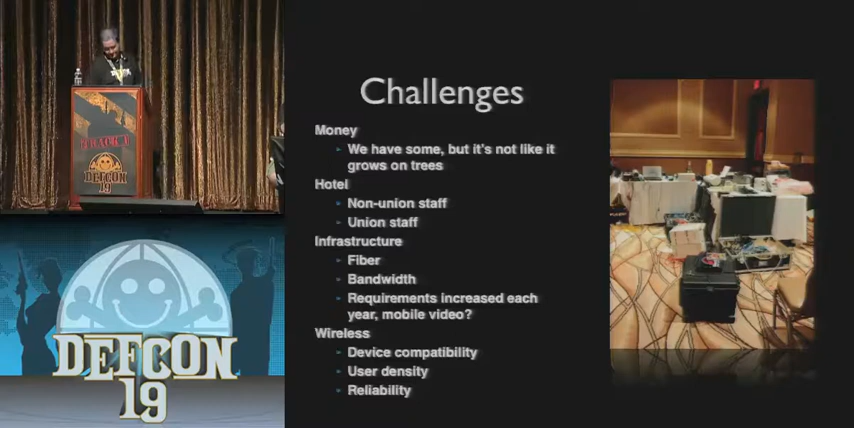 Challenges
Money
We have some, but it's not like it
grows on trees
Hotel
Non-union staff
Union staff
Infrastructure
Fiber
Bandwidth
Requirements increased each
year, mobile video?
Wireless
Device compatibility
User density
Reliability
DEFCON
19
DEFCON
19